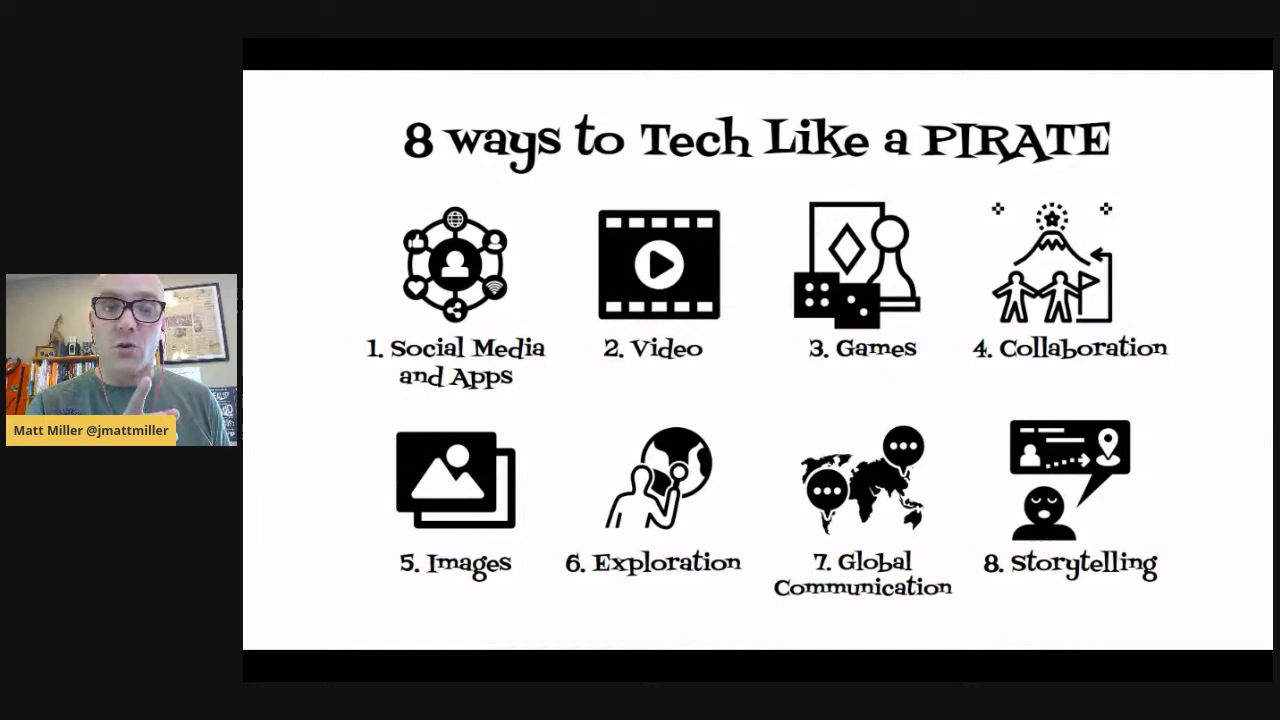 8 ways to Tech Like a PIRATE
1. Social Media
and Apps
2. Video
3. Games
4. Collaboration
5. Images
6. Exploration
7. Global
Communication
8. Storytelling
Matt Miller @jmattmiller